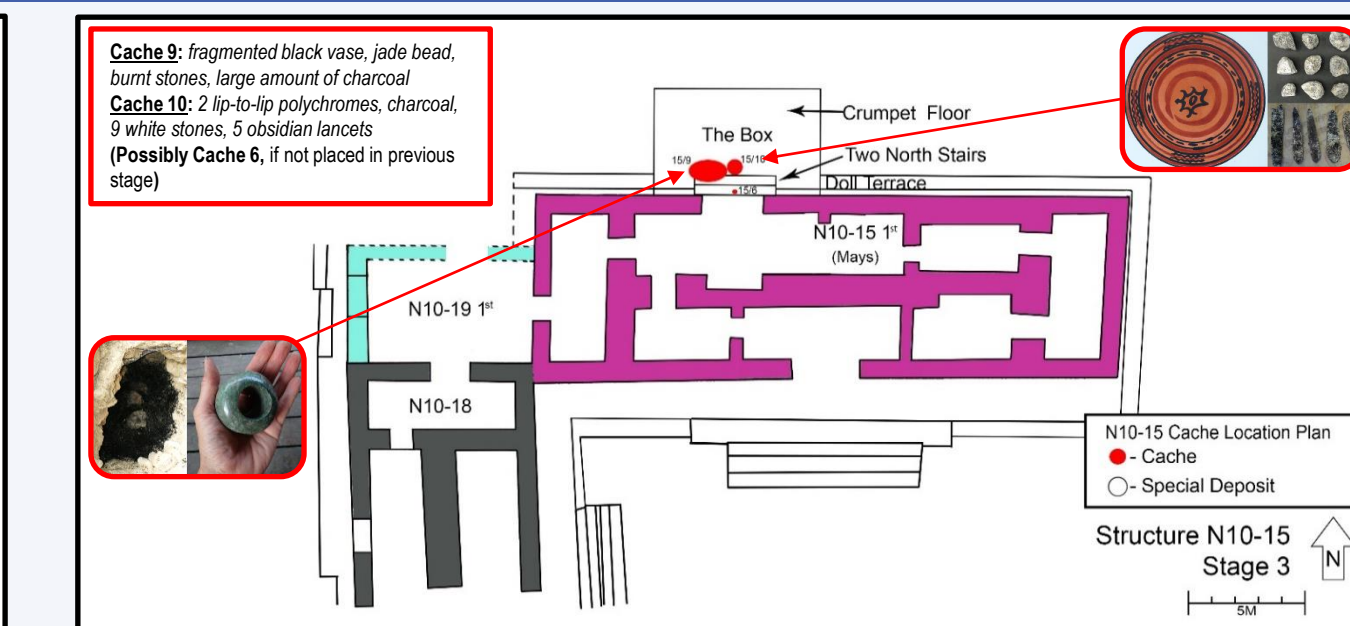 Cache 9: fragmented black vase, jade bead,
burnt stones, large amount of charcoal
Cache 10: 2 lip-to-lip polychromes, charcoal,
9 white stones, 5 obsidian lancets
(Possibly Cache 6, if not placed in previous
stage)
Crumpet Floor
The Box
15/9
15/10
Two North Stairs
Doll Terrace
15/6
N10-15 1st
(Mays)
N10-19 1st
N10-18
N10-15 Cache Location Plan
- Cache
- Special Deposit
Structure N10-15
Stage 3
N
5M